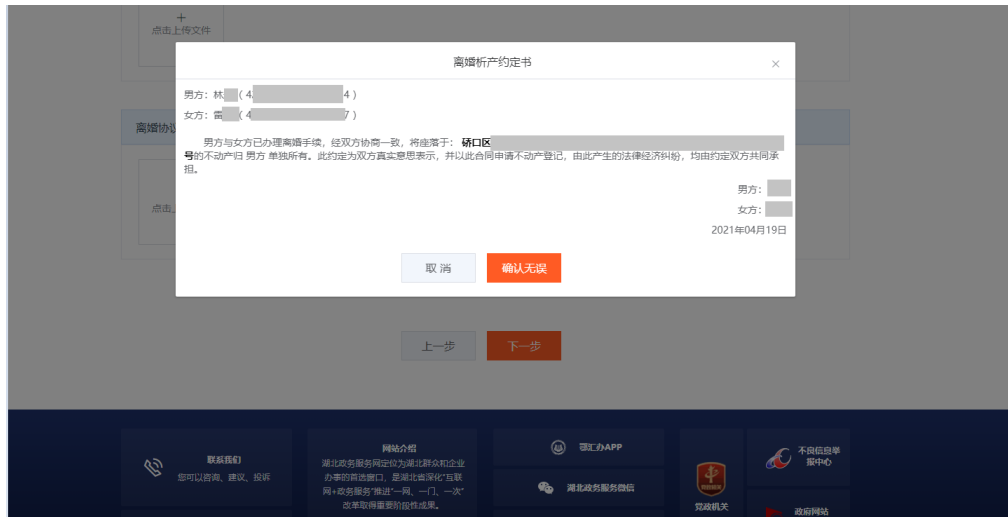 点击上传文件
离婚析产约定书
×
男方：林 （4 4）
女方：雷 （4 7）
离婚协
男方与女方已办理离婚手续，经双方协商一致，将座落于：硚口区
号的不动产归 男方 单独所有。此约定为双方真实意思表示，并以此合同申请不动产登记，由此产生的法律经济纠纷，均由约定双方共同承
担。
点击
男方：
女方：
2021年04月19日
取 消
确认无误
上一步
下一步
联系我们
您可以咨询、建议、投诉
网站介绍
湖北政务服务网定位为湖北群众和企业
办事的首选窗口，是湖北省深化“互联
网+政务服务”推进“一网、一门、一次”
改革取得重要阶段性成果。
鄂汇办APP
湖北政务服务微信
党政机关
不良信息举
报中心
政府网站